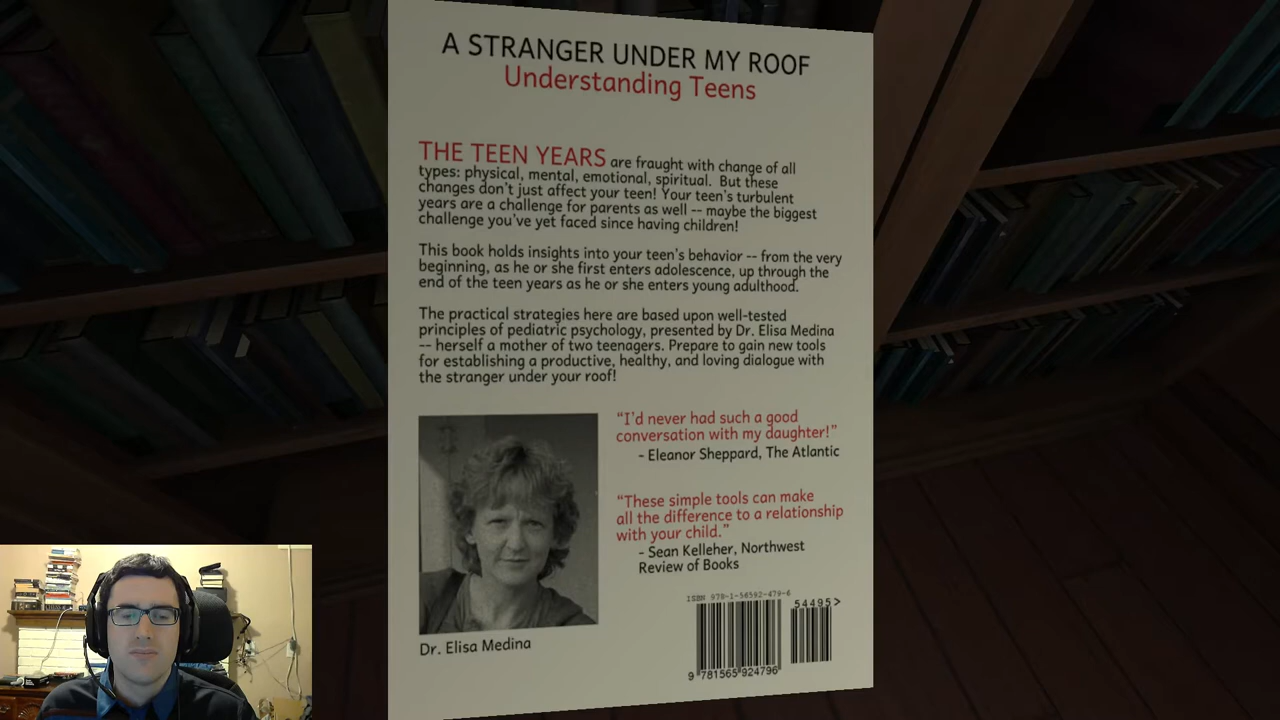 A STRANGER UNDER MY ROOF
Understanding Teens
THE TEEN YEARS are fraught with change of all
types: physical, mental, emotional, spiritual. But these
changes don't just affect your teen! Your teen's turbulent
years are a challenge for parents as well -- maybe the biggest
challenge you've yet faced since having children!
This book holds insights into your teen's behavior -- from the very
beginning, as he or she first enters adolescence, up through the
end of the teen years as he or she enters young adulthood.
The practical strategies here are based upon well-tested
principles of pediatric psychology, presented by Dr. Elisa Medina
-- herself a mother of two teenagers. Prepare to gain new tools
for establishing a productive, healthy, and loving dialogue with
the stranger under your roof!
"I'd never had such a good
conversation with my daughter!"
- Eleanor Sheppard, The Atlantic
"These simple tools can make
all the difference to a relationship
with your child."
- Sean Kelleher, Northwest
Review of Books
Dr. Elisa Medina
ISBN 979-1-56592-479-6
54495>
9 781565 924796